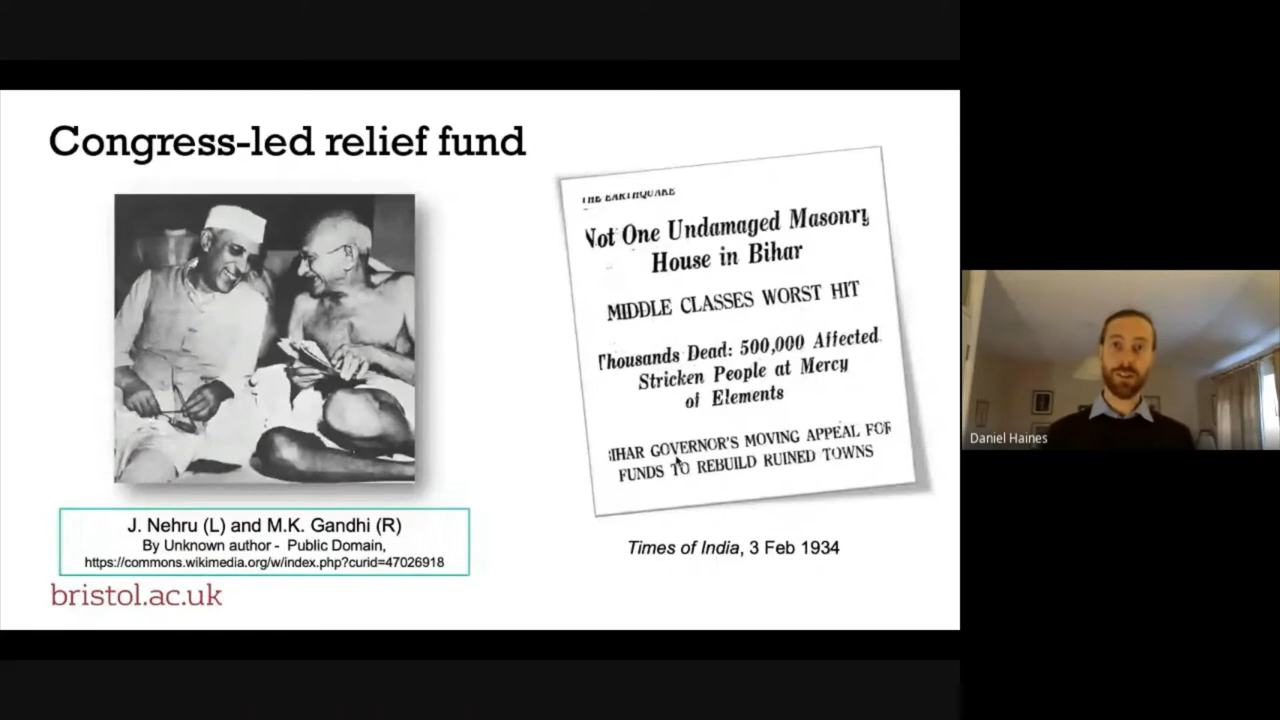 Congress-led relief fund
THE EARTHQUAKE
Not One Undamaged Masonry
House in Bihar
MIDDLE CLASSES WORST HIT
Thousands Dead: 500,000 Affected
Stricken People at Mercy
of Elements
BIHAR GOVERNOR'S MOVING APPEAL FOR
FUNDS TO REBUILD RUINED TOWNS
J. Nehru (L) and M.K. Gandhi (R)
By Unknown author - Public Domain,
https://commons.wikimedia.org/w/index.php?curid=47026918
Times of India, 3 Feb 1934
bristol.ac.uk
Daniel Haines